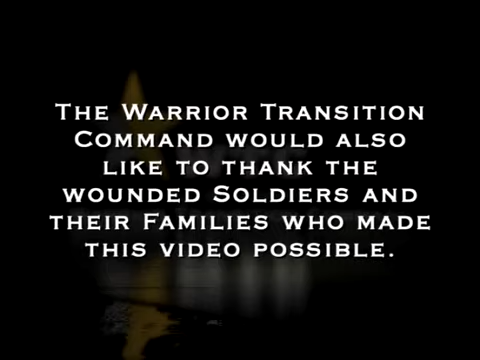 The Warrior Transition
Command would also
like to thank the
wounded Soldiers and
their Families who made
this video possible.